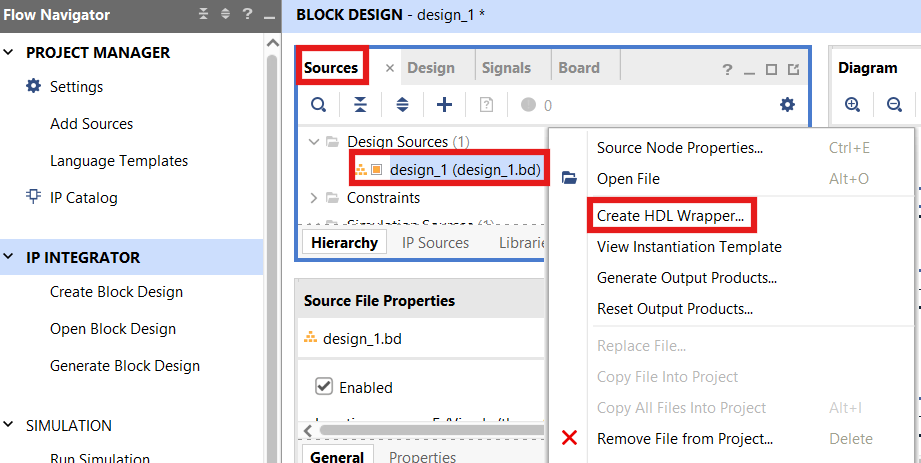 Flow Navigator
?
PROJECT MANAGER
Settings
Add Sources
Language Templates
IP Catalog
IP INTEGRATOR
Create Block Design
Open Block Design
Generate Block Design
SIMULATION
Run Simulation
BLOCK DESIGN - design_1 *
Sources × Design Signals Board ?
? 0
Design Sources (1)
design_1 (design_1.bd)
Constraints
Simulation Sources (1)
Hierarchy IP Sources Libraries
Source File Properties
design_1.bd
Enabled
General Properties
Diagram
Source Node Properties... Ctrl+E
Open File Alt+O
Create HDL Wrapper...
View Instantiation Template
Generate Output Products...
Reset Output Products...
Replace File...
Copy File Into Project
Copy All Files Into Project Alt+I
Remove File from Project... Delete